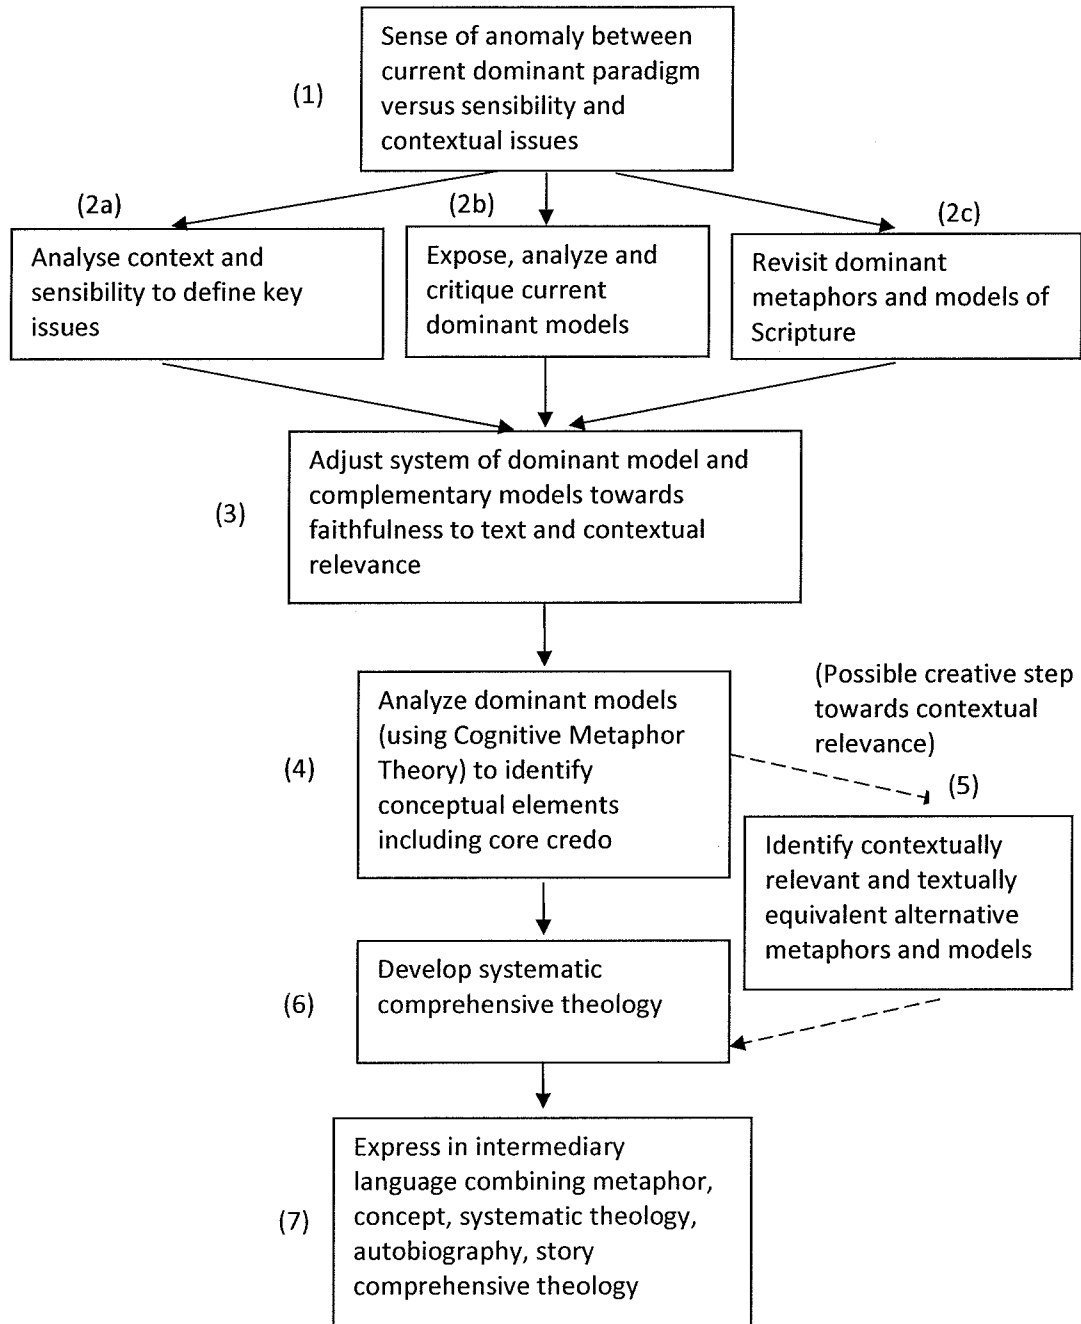 Sense of anomaly between
current dominant paradigm
versus sensibility and
contextual issues
(1)
(2a)
(2b)
(2c)
Analyse context and
sensibility to define key
issues
Expose, analyze and
critique current
dominant models
Revisit dominant
metaphors and models of
Scripture
Adjust system of dominant model and
complementary models towards
faithfulness to text and contextual
relevance
(3)
Analyze dominant models
(using Cognitive Metaphor
Theory) to identify
conceptual elements
including core credo
(4)
(Possible creative step
towards contextual
relevance)
(5)
Identify contextually
relevant and textually
equivalent alternative
metaphors and models
Develop systematic
comprehensive theology
(6)
Express in intermediary
language combining metaphor,
concept, systematic theology,
autobiography, story
comprehensive theology
(7)